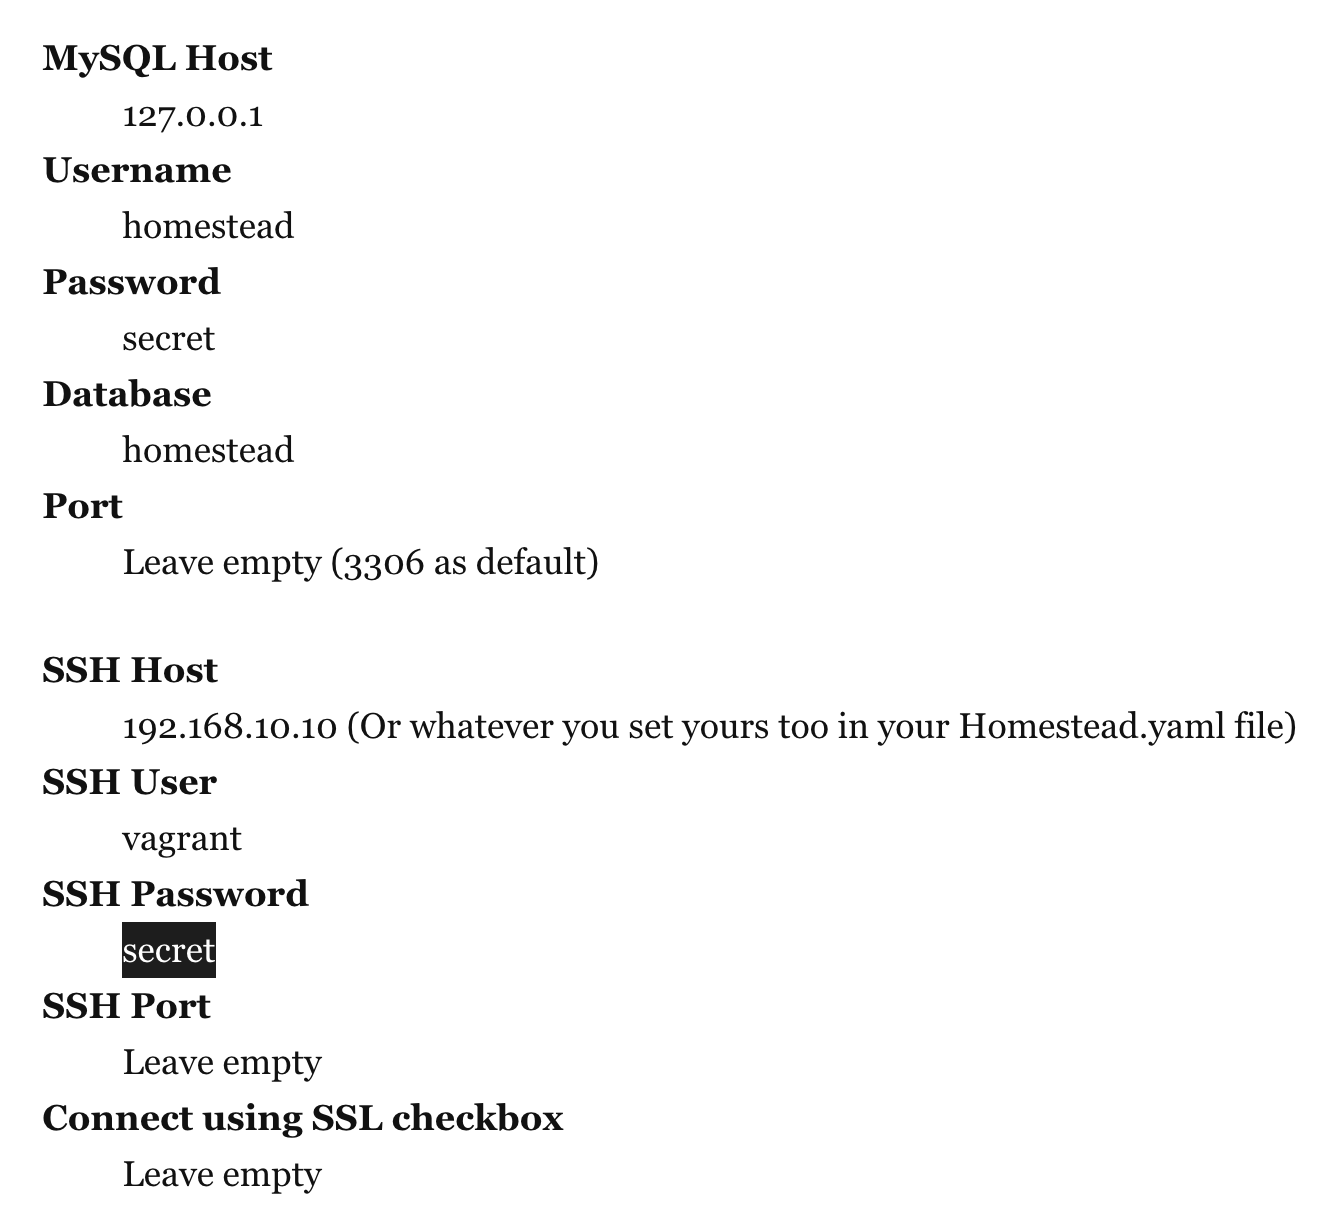 MySQL Host
127.0.0.1
Username
homestead
Password
secret
Database
homestead
Port
Leave empty (3306 as default)
SSH Host
192.168.10.10 (Or whatever you set yours too in your Homestead.yaml file)
SSH User
vagrant
SSH Password
secret
SSH Port
Leave empty
Connect using SSL checkbox
Leave empty